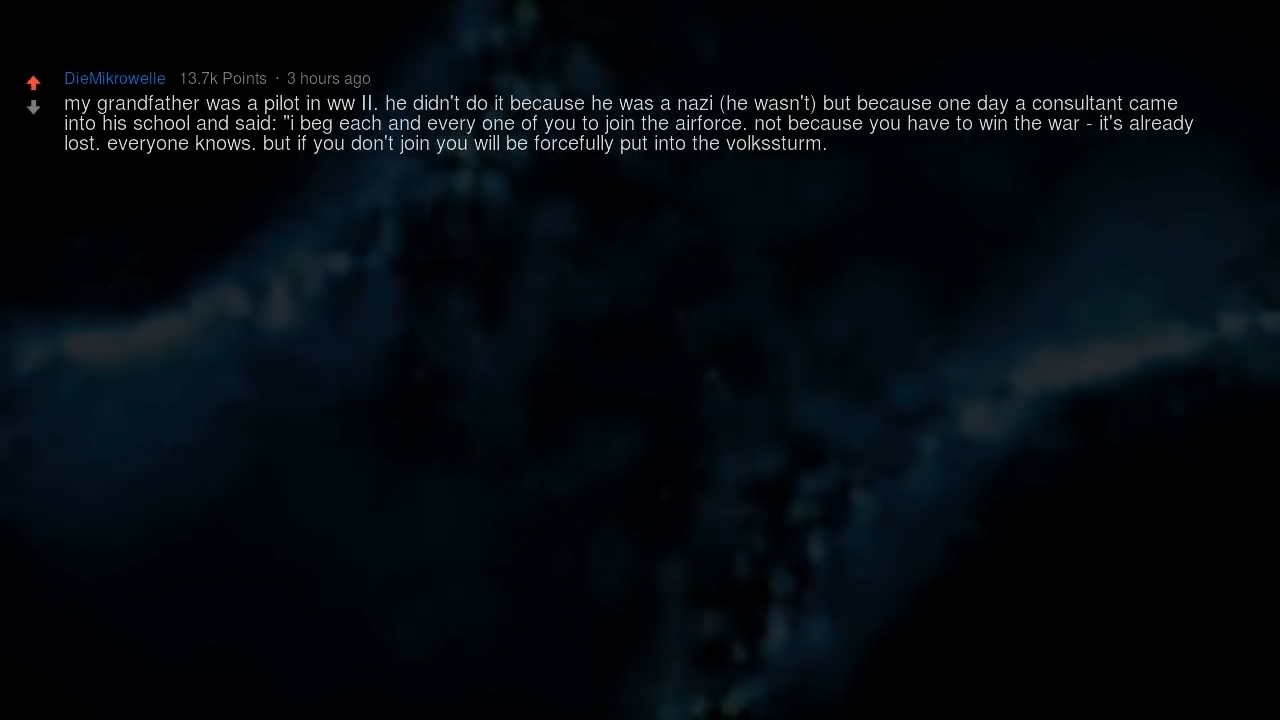 DieMikrowelle 13.7k Points · 3 hours ago
my grandfather was a pilot in ww II. he didn't do it because he was a nazi (he wasn't) but because one day a consultant came
into his school and said: "i beg each and every one of you to join the airforce. not because you have to win the war - it's already
lost. everyone knows. but if you don't join you will be forcefully put into the volkssturm.